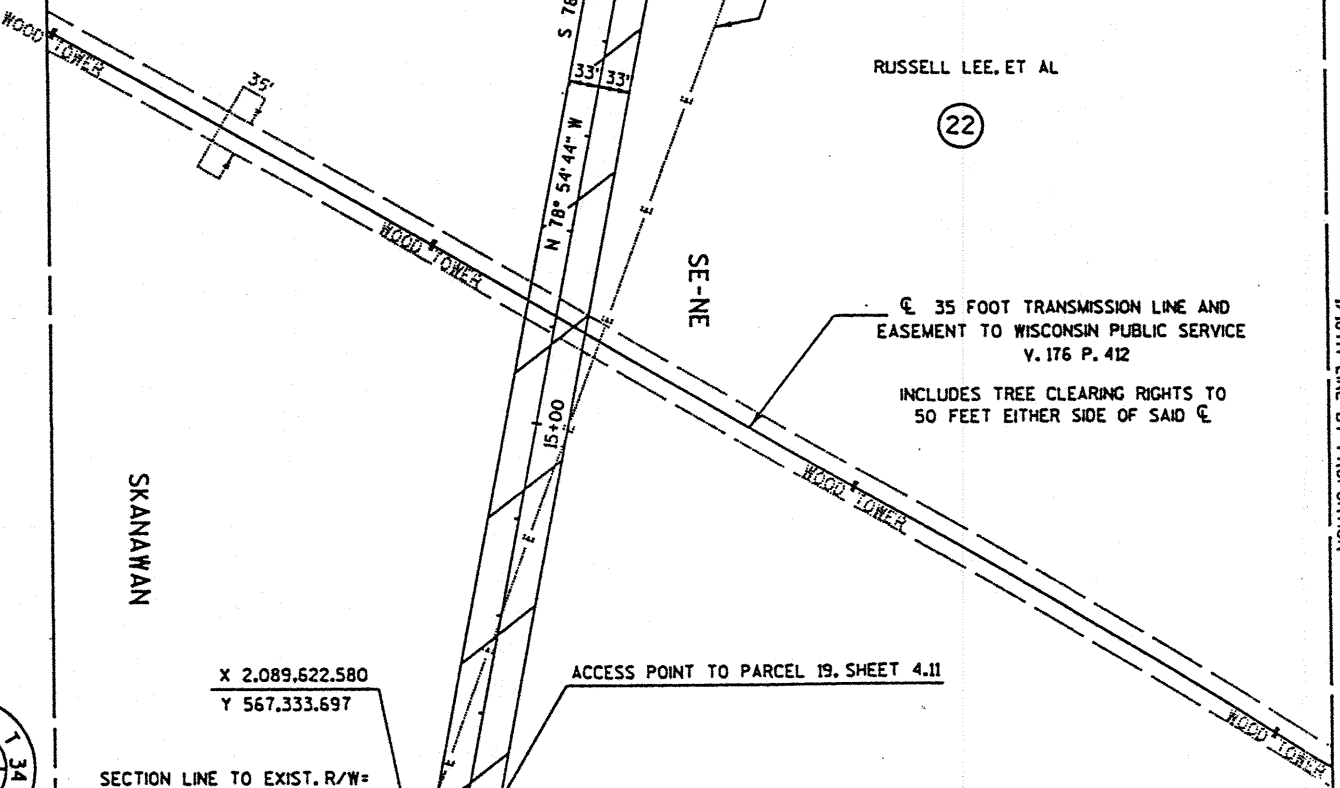 S 78
WOOD TOWER
35'
33' 33'
RUSSELL LEE, ET AL
22
N 78° 54' 44" W
WOOD TOWER
SE-NE
℄ 35 FOOT TRANSMISSION LINE AND
EASEMENT TO WISCONSIN PUBLIC SERVICE
V. 176 P. 412
INCLUDES TREE CLEARING RIGHTS TO
50 FEET EITHER SIDE OF SAID ℄
15+00
WOOD TOWER
SKANAWAN
X 2,089,622.580
Y 567,333.697
ACCESS POINT TO PARCEL 19, SHEET 4.11
WOOD TOWER
T 34
SECTION LINE TO EXIST. R/W=
E
E
E
E
E
E